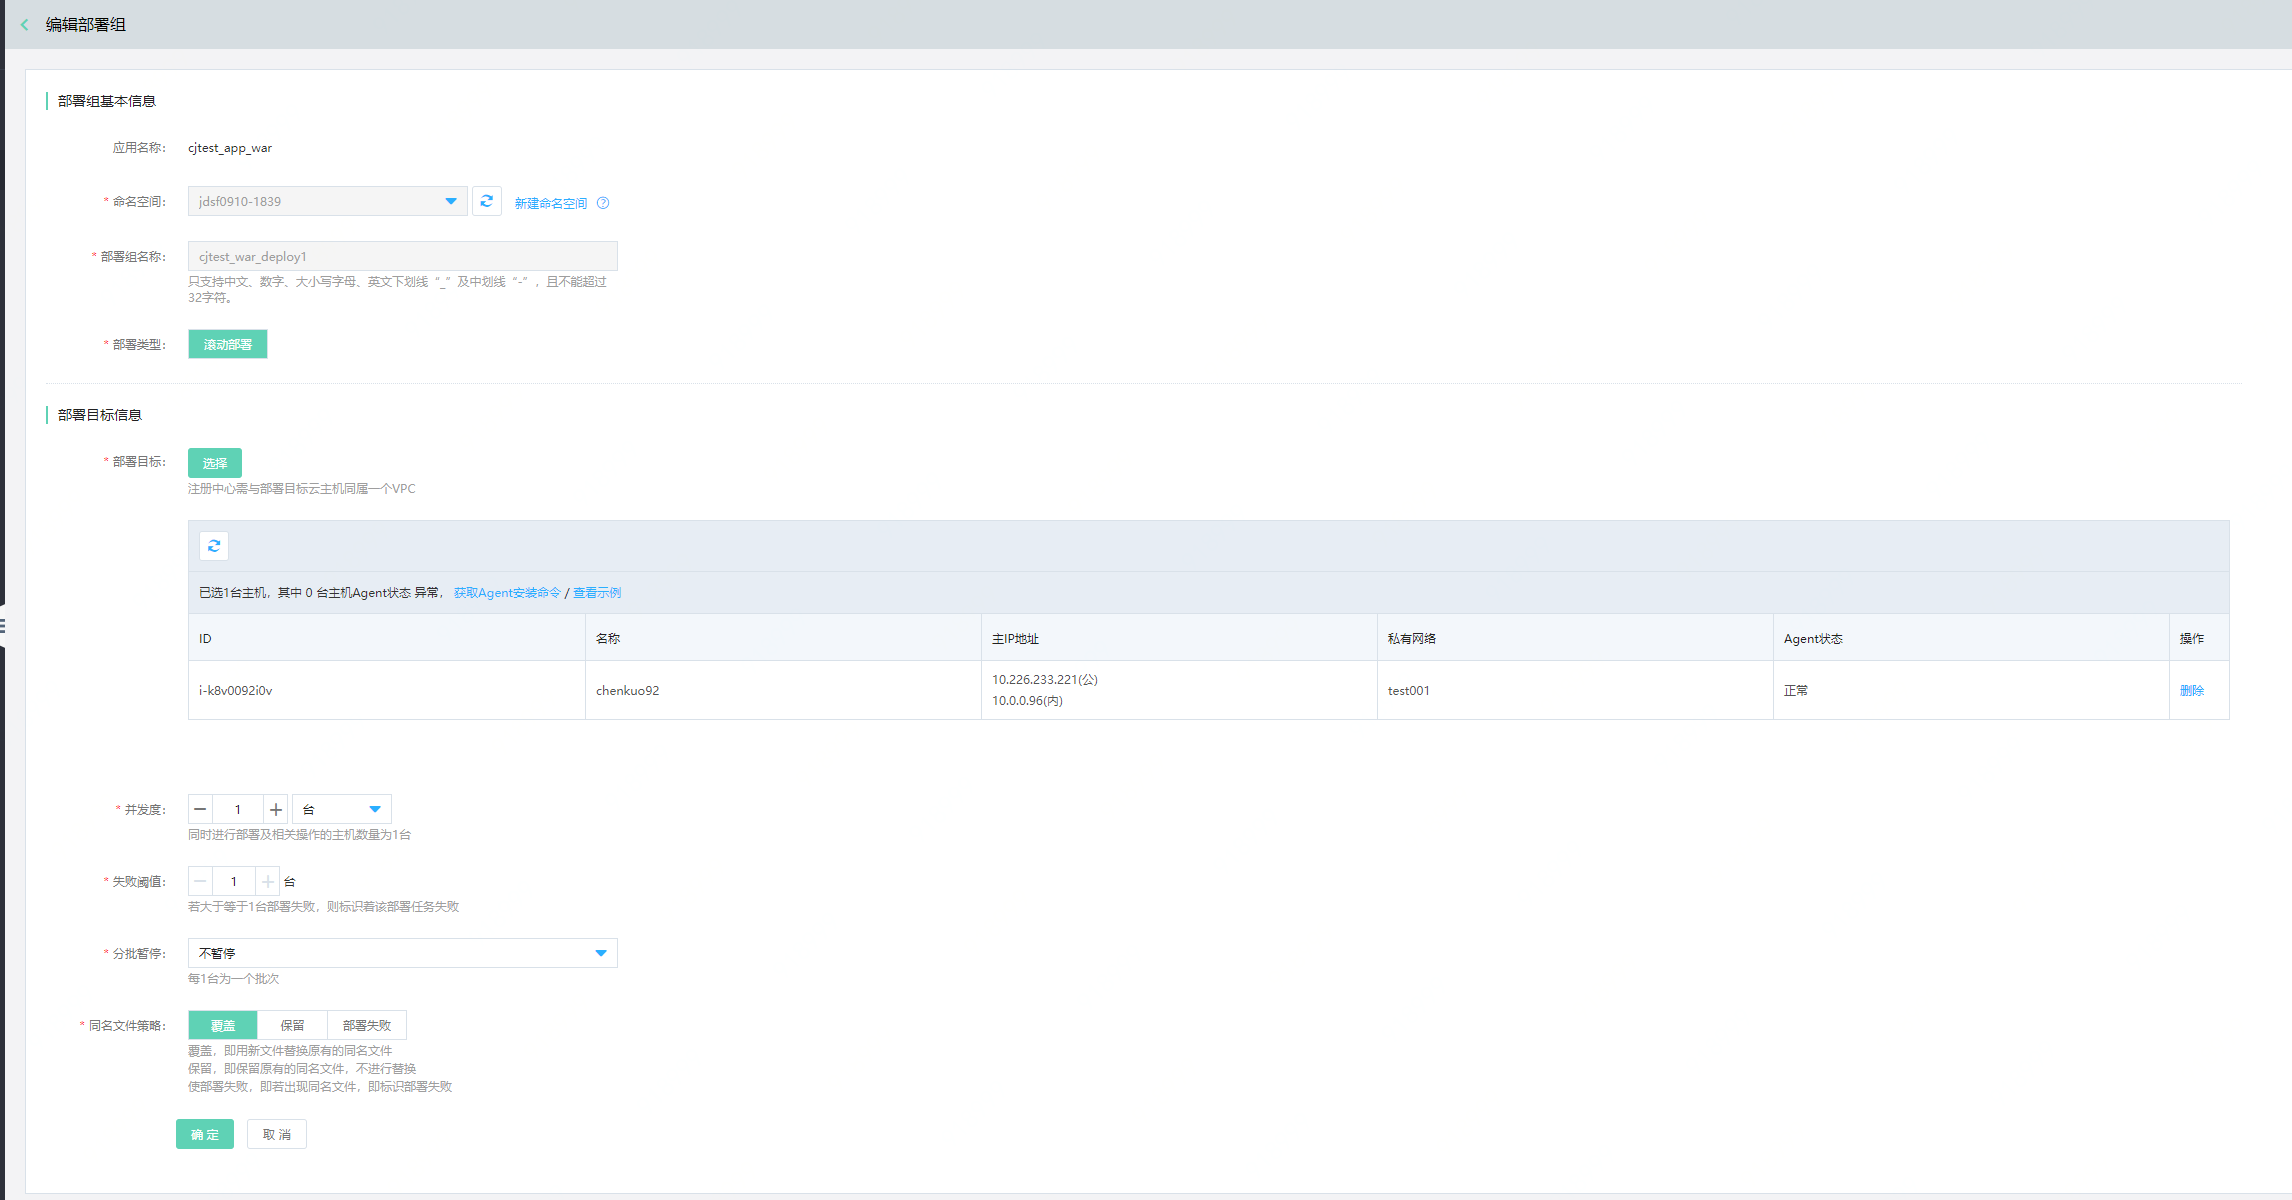 编辑部署组
部署组基本信息
应用名称： cjtest_app_war
* 命名空间： jdsf0910-1839 新建命名空间 ?
* 部署组名称： cjtest_war_deploy1
只支持中文、数字、大小写字母、英文下划线“_”及中划线“-”，且不能超过
32字符。
* 部署类型： 滚动部署
部署目标信息
* 部署目标： 选择
注册中心需与部署目标云主机同属一个VPC
已选1台主机，其中 0 台主机Agent状态 异常， 获取Agent安装命令 / 查看示例
ID 名称 主IP地址 私有网络 Agent状态 操作
i-k8v0092i0v chenkuo92 10.226.233.221(公) test001 正常 删除
10.0.0.96(内)
* 并发度： 1 台
同时进行部署及相关操作的主机数量为1台
* 失败阈值： 1 台
若大于等于1台部署失败，则标识着该部署任务失败
* 分批暂停： 不暂停
每1台为一个批次
* 同名文件策略： 覆盖 保留 部署失败
覆盖，即用新文件替换原有的同名文件
保留，即保留原有的同名文件，不进行替换
使部署失败，即若出现同名文件，即标识部署失败
确定 取消